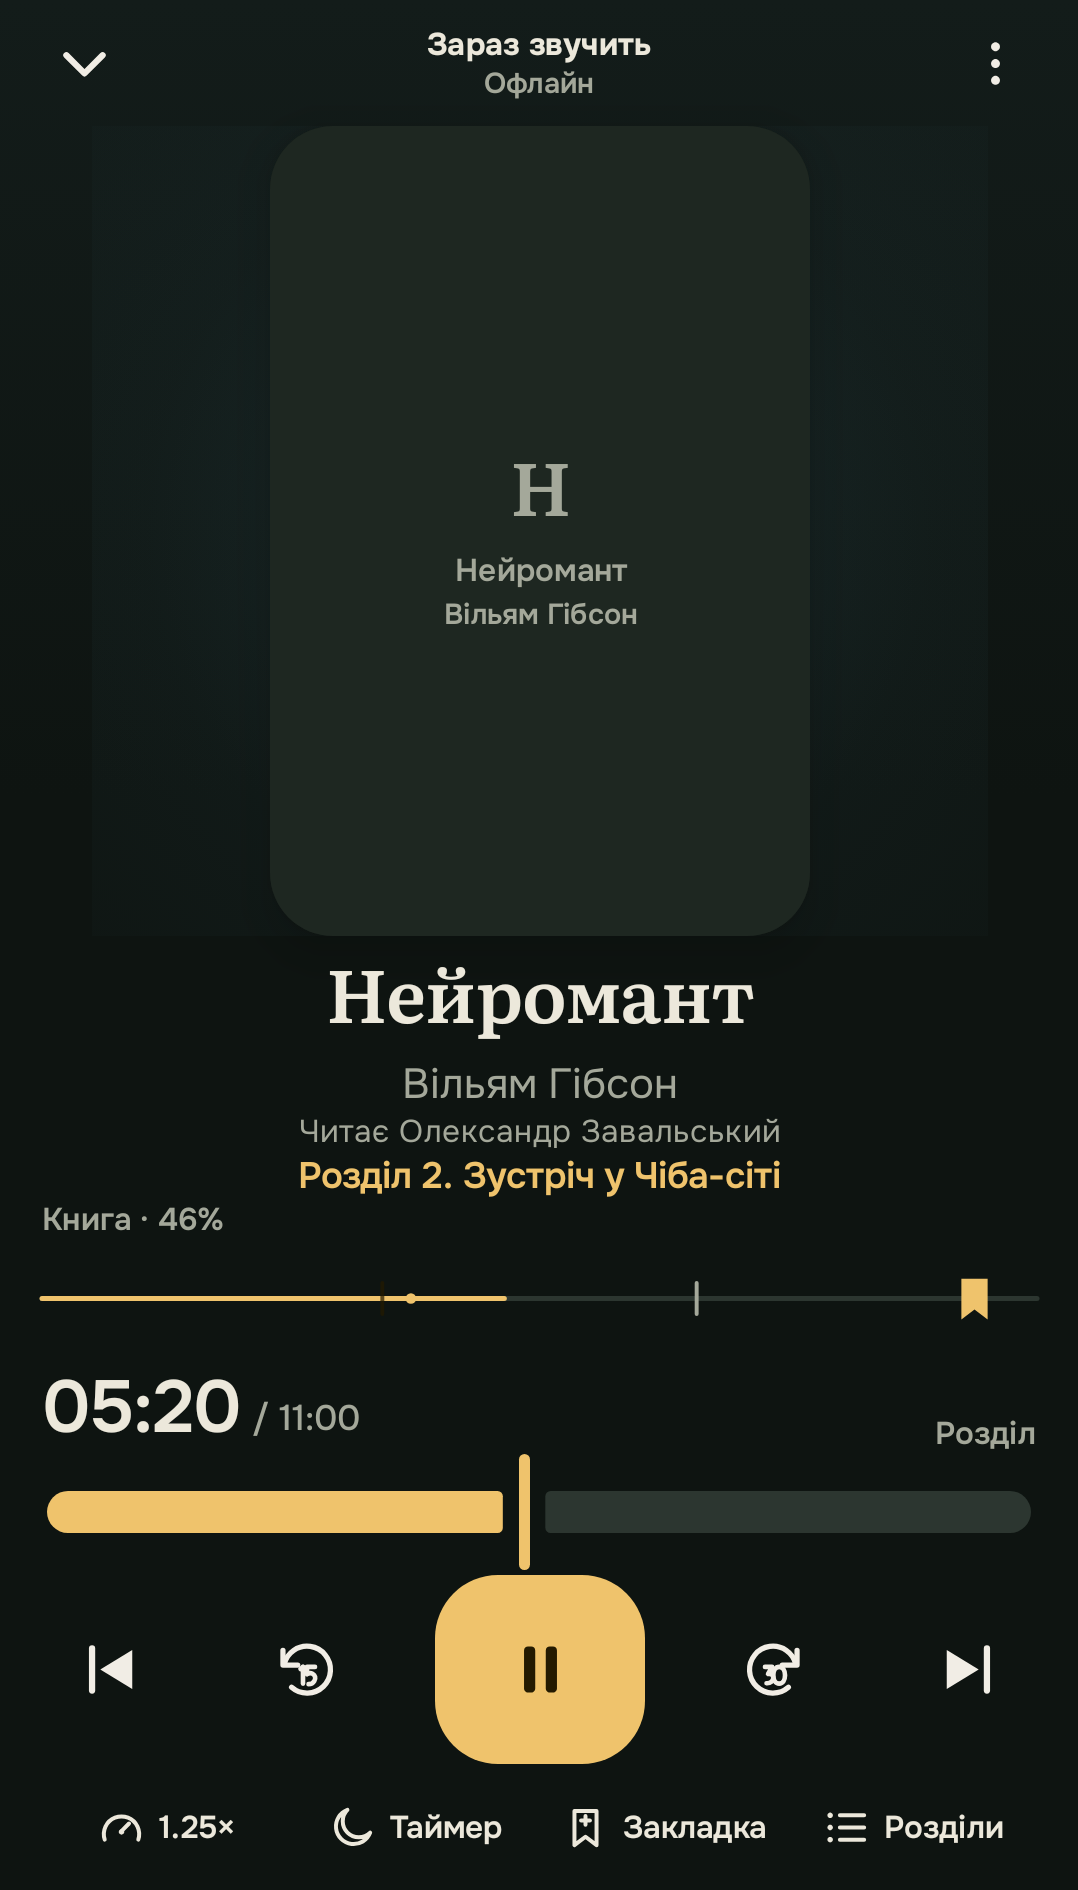 Зараз звучить
Офлайн
Н
Нейромант
Вільям Гібсон
Нейромант
Вільям Гібсон
Читає Олександр Завальський
Розділ 2. Зустріч у Чіба-сіті
Книга · 46%
05:20 / 11:00
Розділ
15
30
1.25×
Таймер
Закладка
Розділи